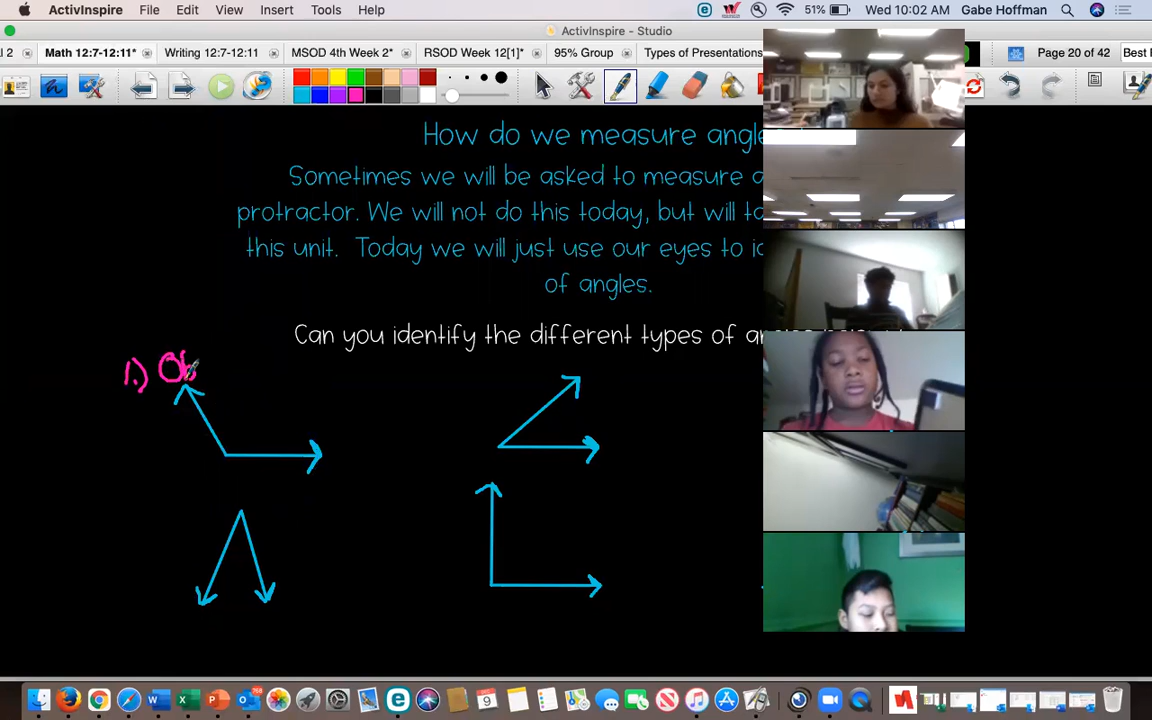 ActivInspire File Edit View Insert Tools Help 51% Wed 10:02 AM Gabe Hoffman
ActivInspire - Studio
l 2 Math 12:7-12:11* Writing 12:7-12:11 MSOD 4th Week 2* RSOD Week 12[1]* 95% Group Types of Presentations Page 20 of 42 Best
How do we measure angle
Sometimes we will be asked to measure a
protractor. We will not do this today, but will ta
this unit. Today we will just use our eyes to id
of angles.
Can you identify the different types of angles
1.) Ob